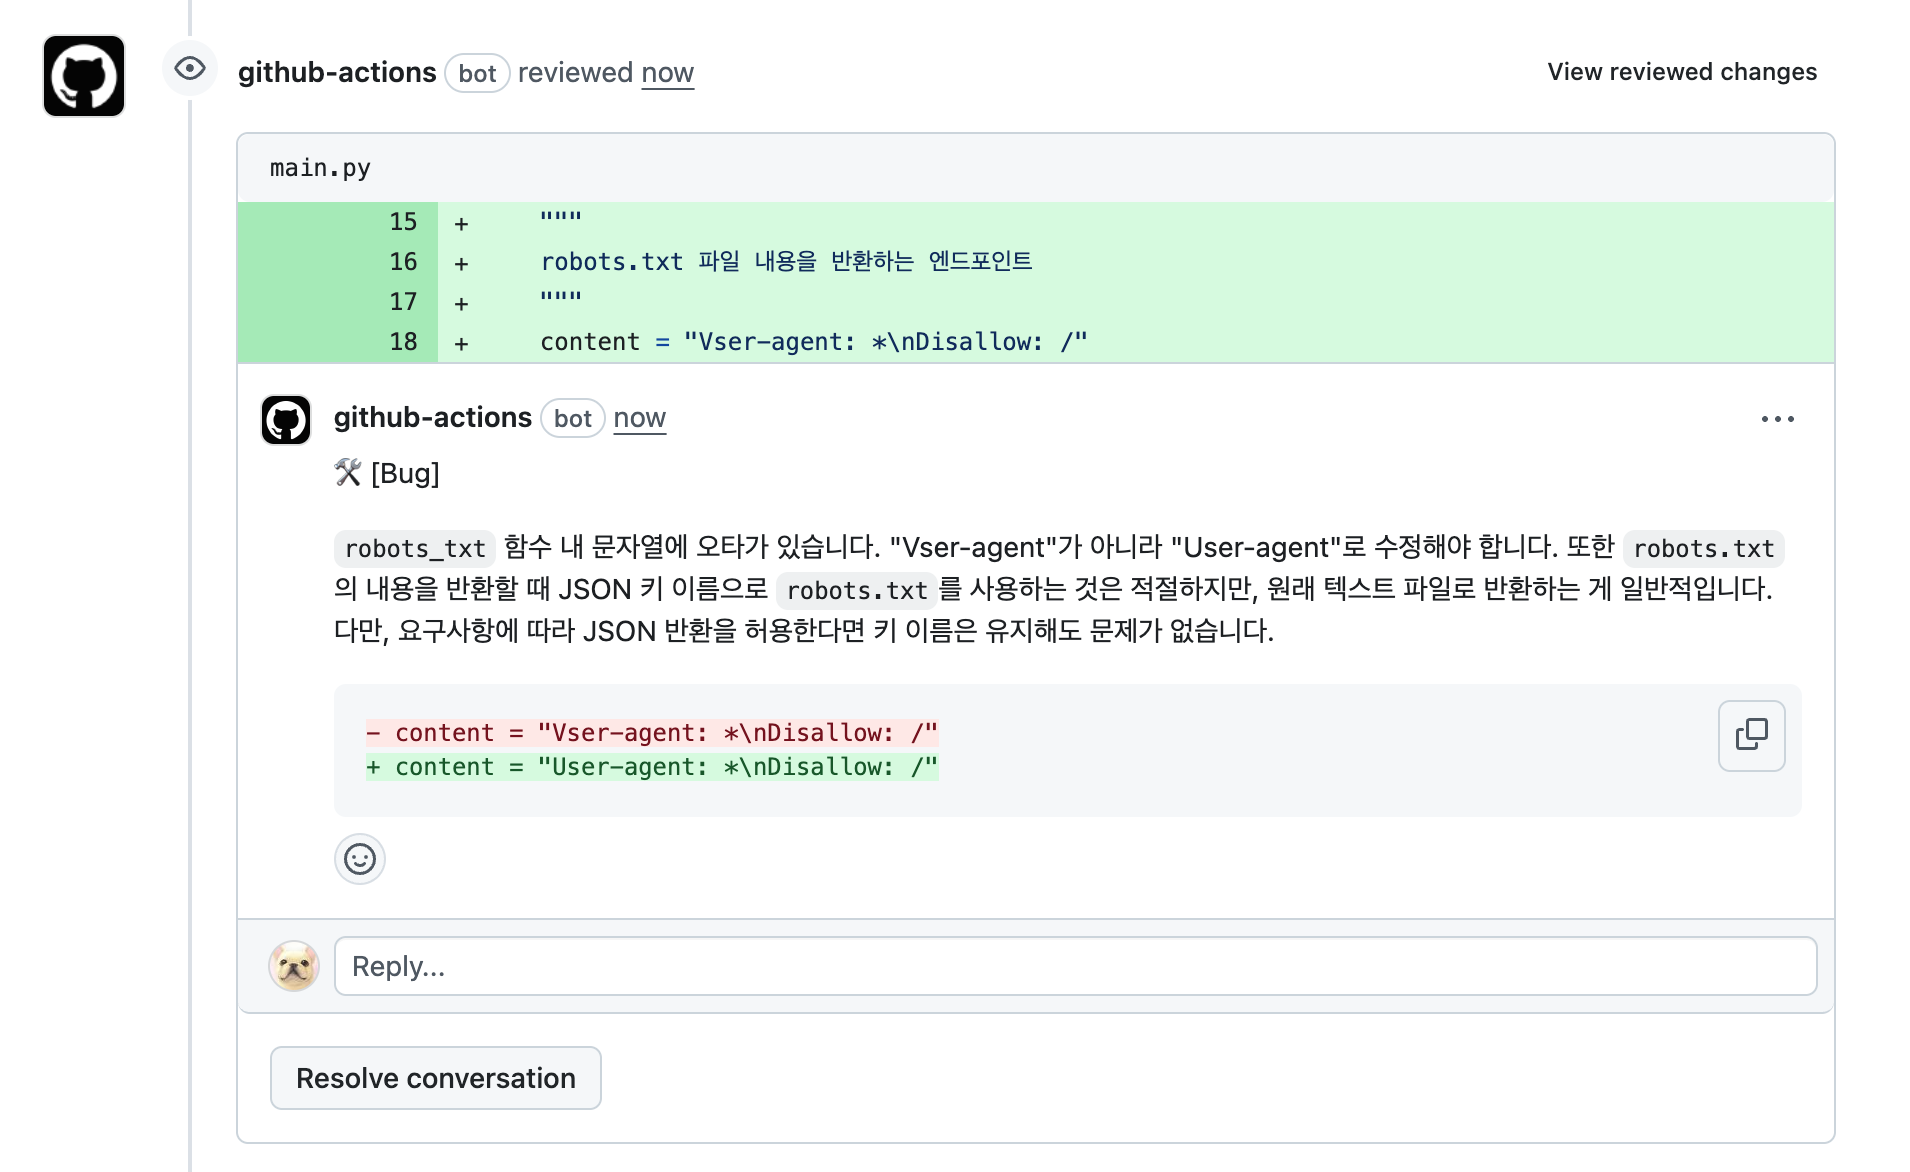 github-actions bot reviewed now
View reviewed changes
main.py
15 + """
16 + robots.txt 파일 내용을 반환하는 엔드포인트
17 + """
18 + content = "Vser-agent: *\nDisallow: /"
github-actions bot now
🛠 [Bug]
robots_txt 함수 내 문자열에 오타가 있습니다. "Vser-agent"가 아니라 "User-agent"로 수정해야 합니다. 또한 robots.txt
의 내용을 반환할 때 JSON 키 이름으로 robots.txt를 사용하는 것은 적절하지만, 원래 텍스트 파일로 반환하는 게 일반적입니다.
다만, 요구사항에 따라 JSON 반환을 허용한다면 키 이름은 유지해도 문제가 없습니다.
- content = "Vser-agent: *\nDisallow: /"
+ content = "User-agent: *\nDisallow: /"
Reply...
Resolve conversation